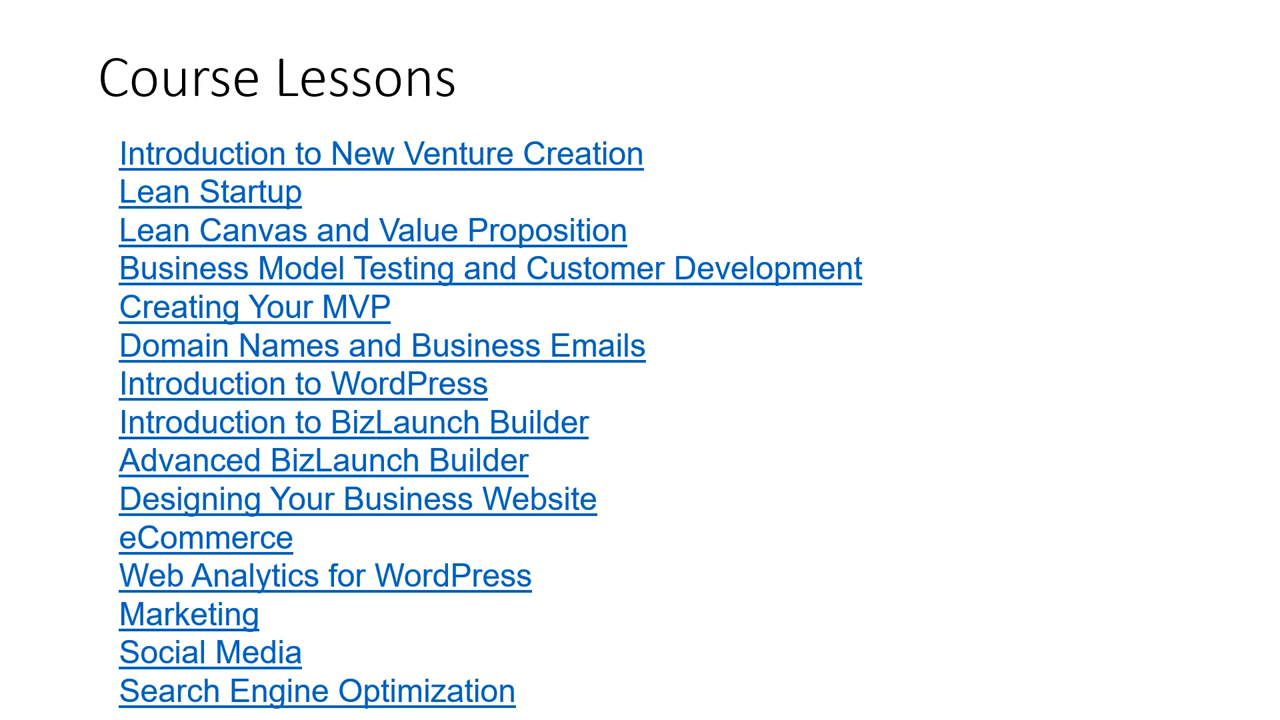 Course Lessons
Introduction to New Venture Creation
Lean Startup
Lean Canvas and Value Proposition
Business Model Testing and Customer Development
Creating Your MVP
Domain Names and Business Emails
Introduction to WordPress
Introduction to BizLaunch Builder
Advanced BizLaunch Builder
Designing Your Business Website
eCommerce
Web Analytics for WordPress
Marketing
Social Media
Search Engine Optimization